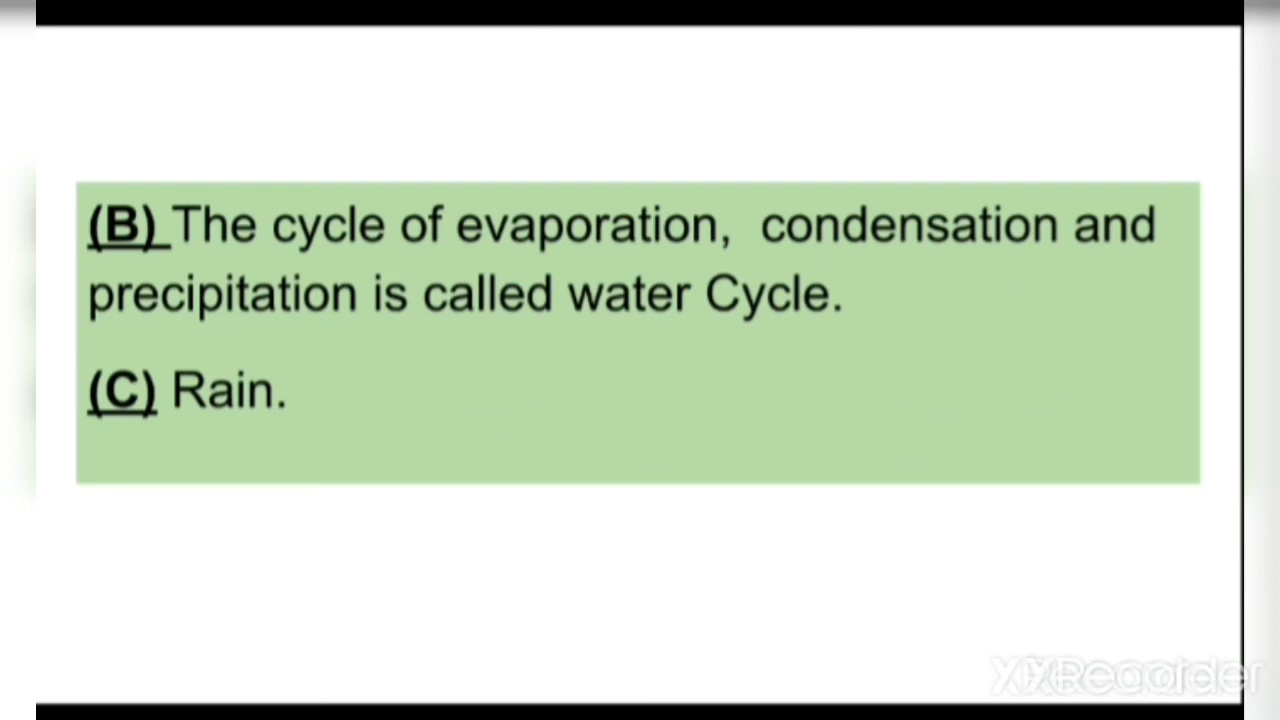 (B) The cycle of evaporation, condensation and
precipitation is called water Cycle.
(C) Rain.
XRecorder